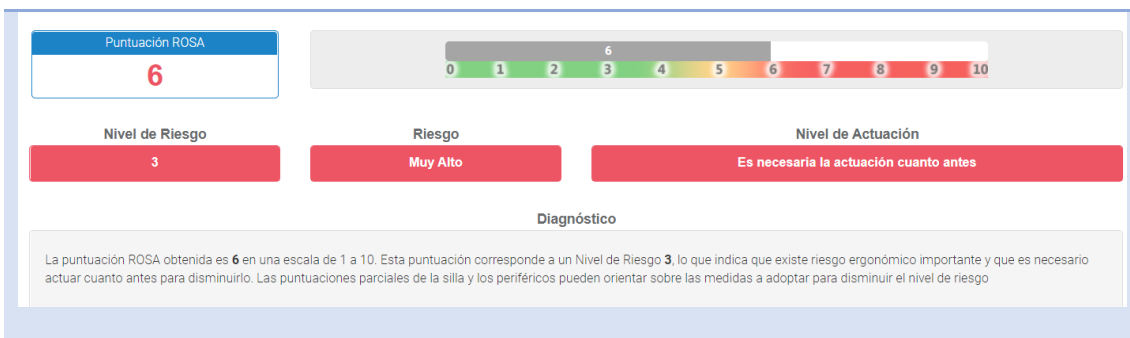 Puntuación ROSA
6
6
0 1 2 3 4 5 6 7 8 9 10
Nivel de Riesgo
3
Riesgo
Muy Alto
Nivel de Actuación
Es necesaria la actuación cuanto antes
Diagnóstico
La puntuación ROSA obtenida es 6 en una escala de 1 a 10. Esta puntuación corresponde a un Nivel de Riesgo 3, lo que indica que existe riesgo ergonómico importante y que es necesario
actuar cuanto antes para disminuirlo. Las puntuaciones parciales de la silla y los periféricos pueden orientar sobre las medidas a adoptar para disminuir el nivel de riesgo